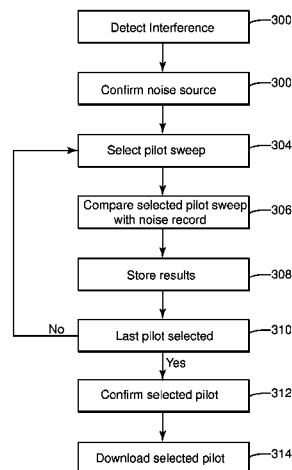 Detect Interference
300
Confirm noise source
300
Select pilot sweep
304
Compare selected pilot sweep
with noise record
306
Store results
308
Last pilot selected
310
No
Yes
Confirm selected pilot
312
Download selected pilot
314